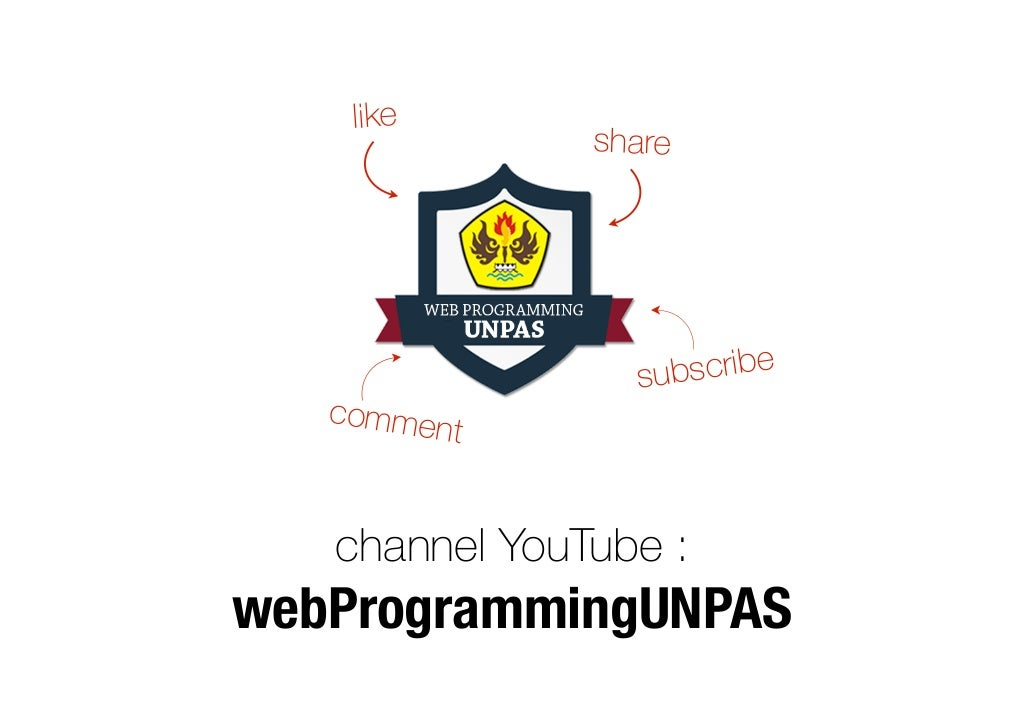 like
share
WEB PROGRAMMING
UNPAS
subscribe
comment
channel YouTube :
webProgrammingUNPAS